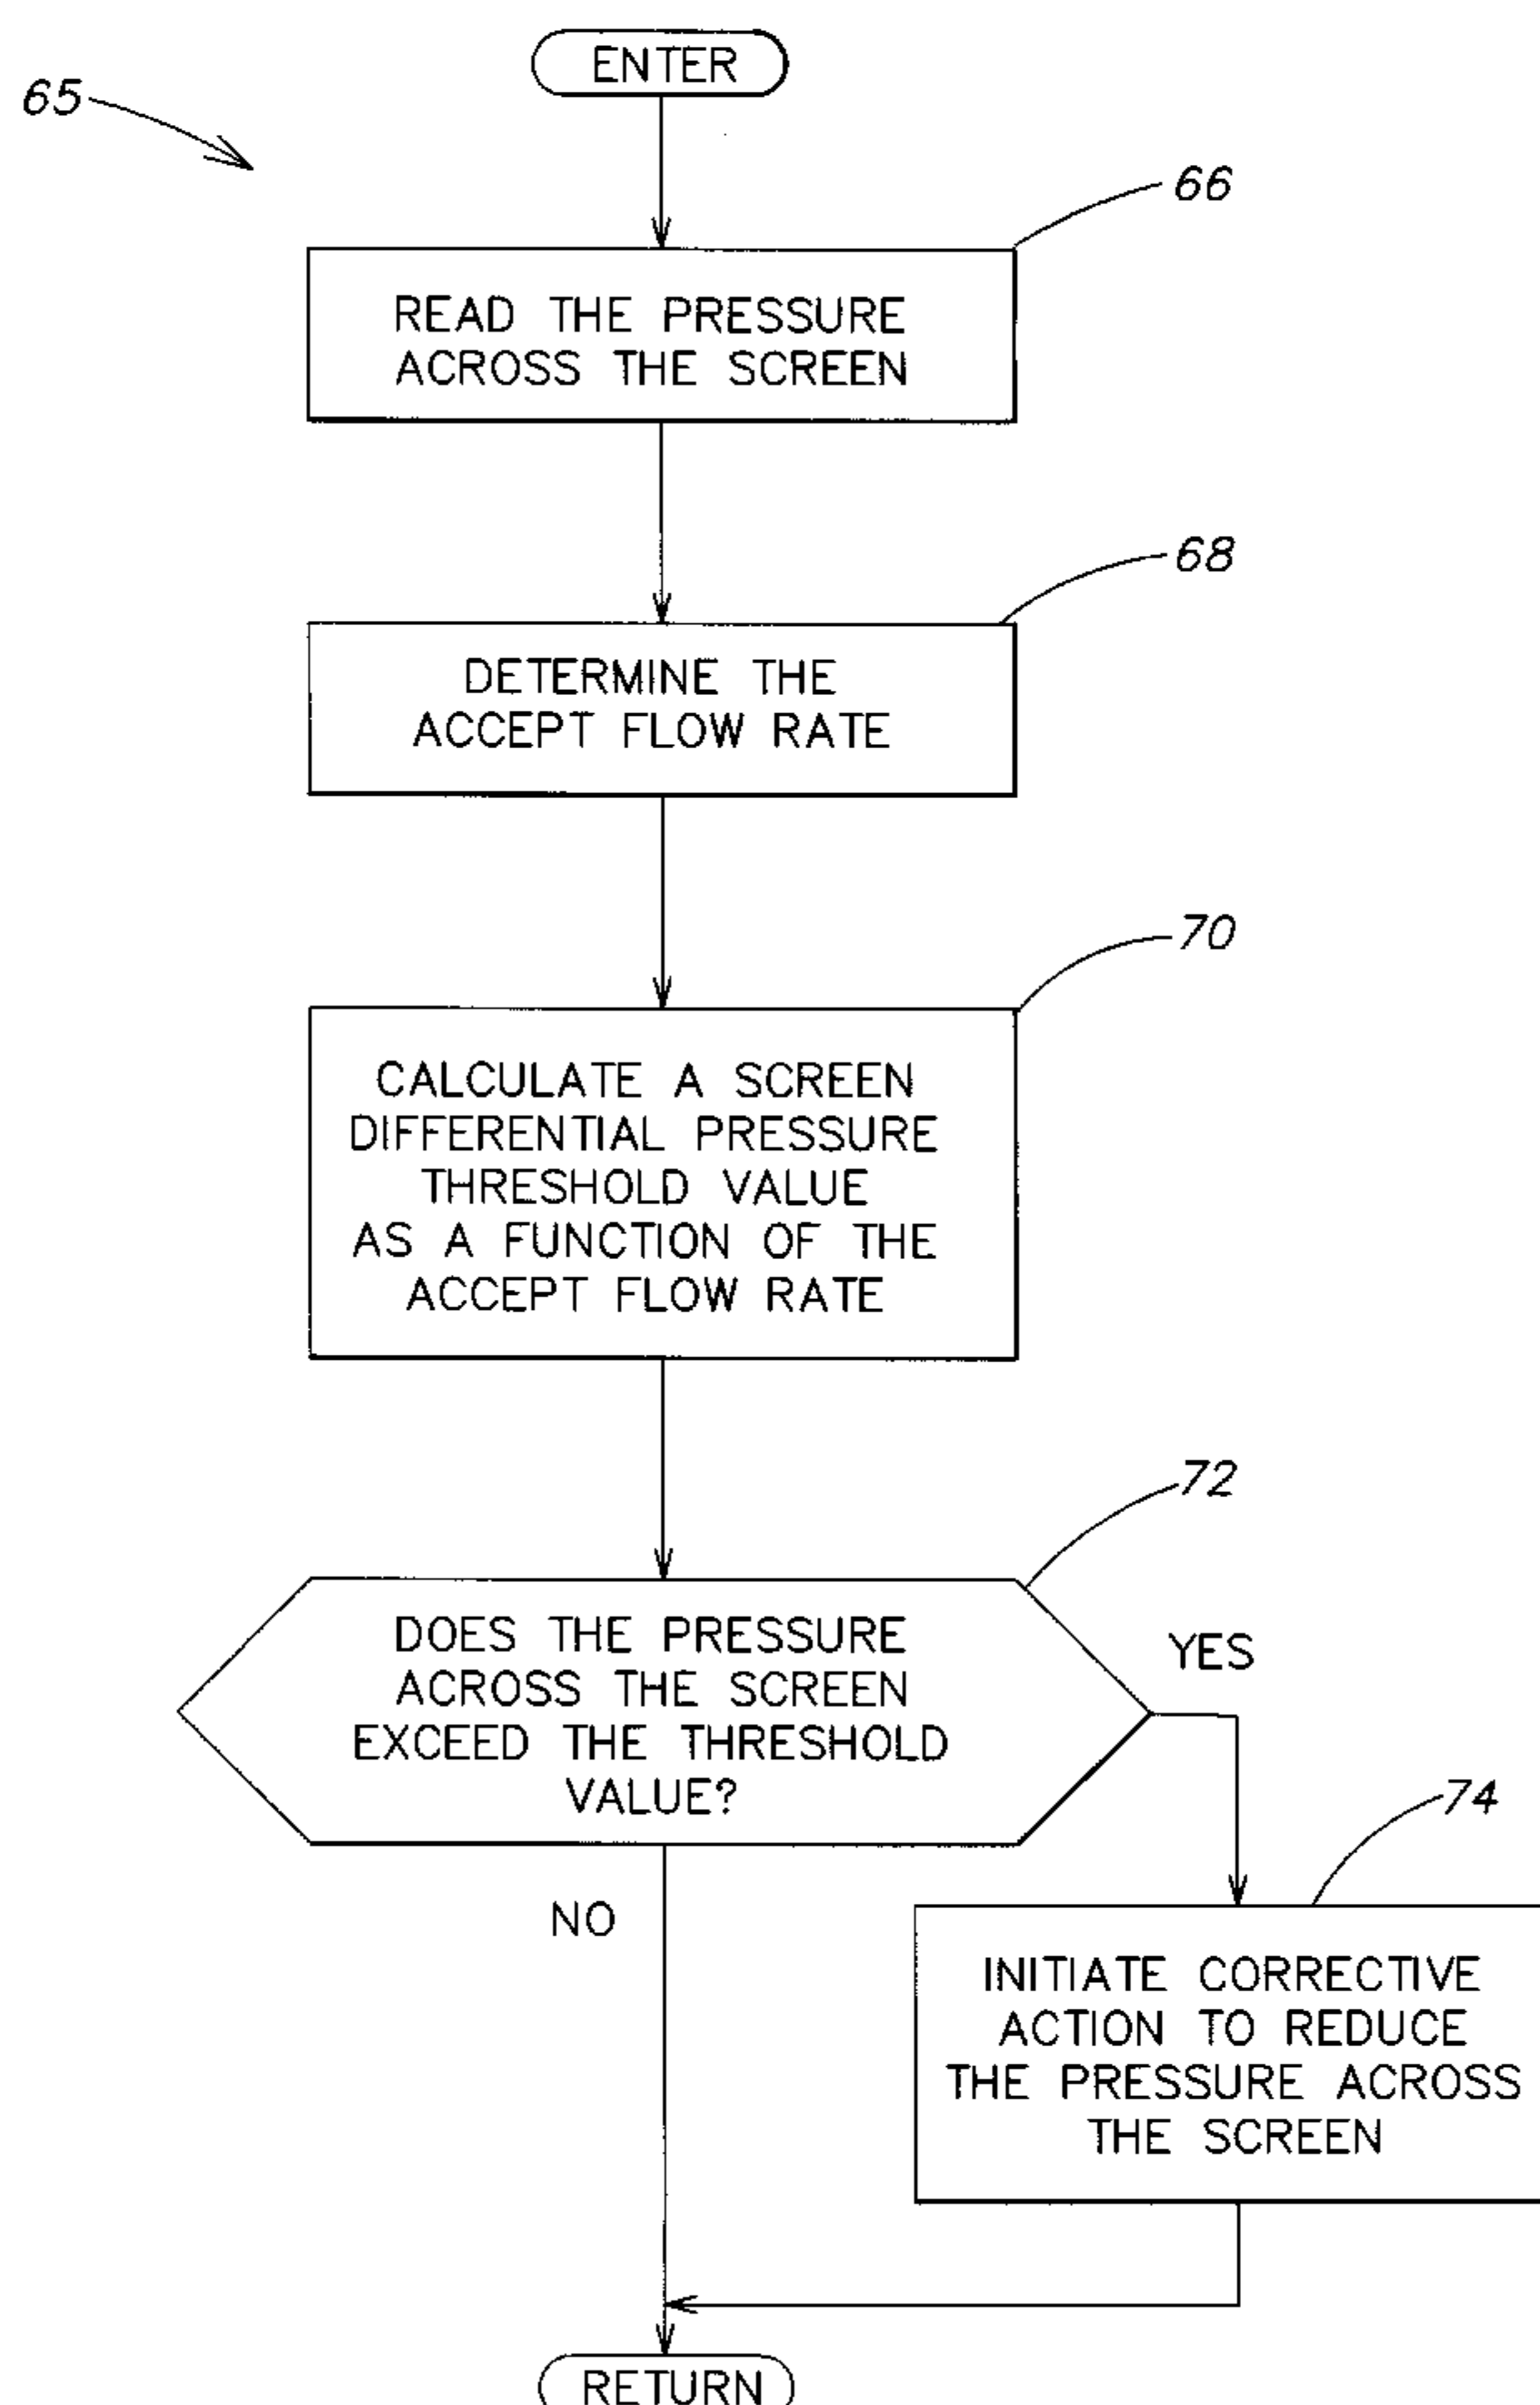 ENTER
65
66
READ THE PRESSURE
ACROSS THE SCREEN
68
DETERMINE THE
ACCEPT FLOW RATE
70
CALCULATE A SCREEN
DIFFERENTIAL PRESSURE
THRESHOLD VALUE
AS A FUNCTION OF THE
ACCEPT FLOW RATE
72
DOES THE PRESSURE
ACROSS THE SCREEN
EXCEED THE THRESHOLD
VALUE?
YES
74
NO
INITIATE CORRECTIVE
ACTION TO REDUCE
THE PRESSURE ACROSS
THE SCREEN
RETURN